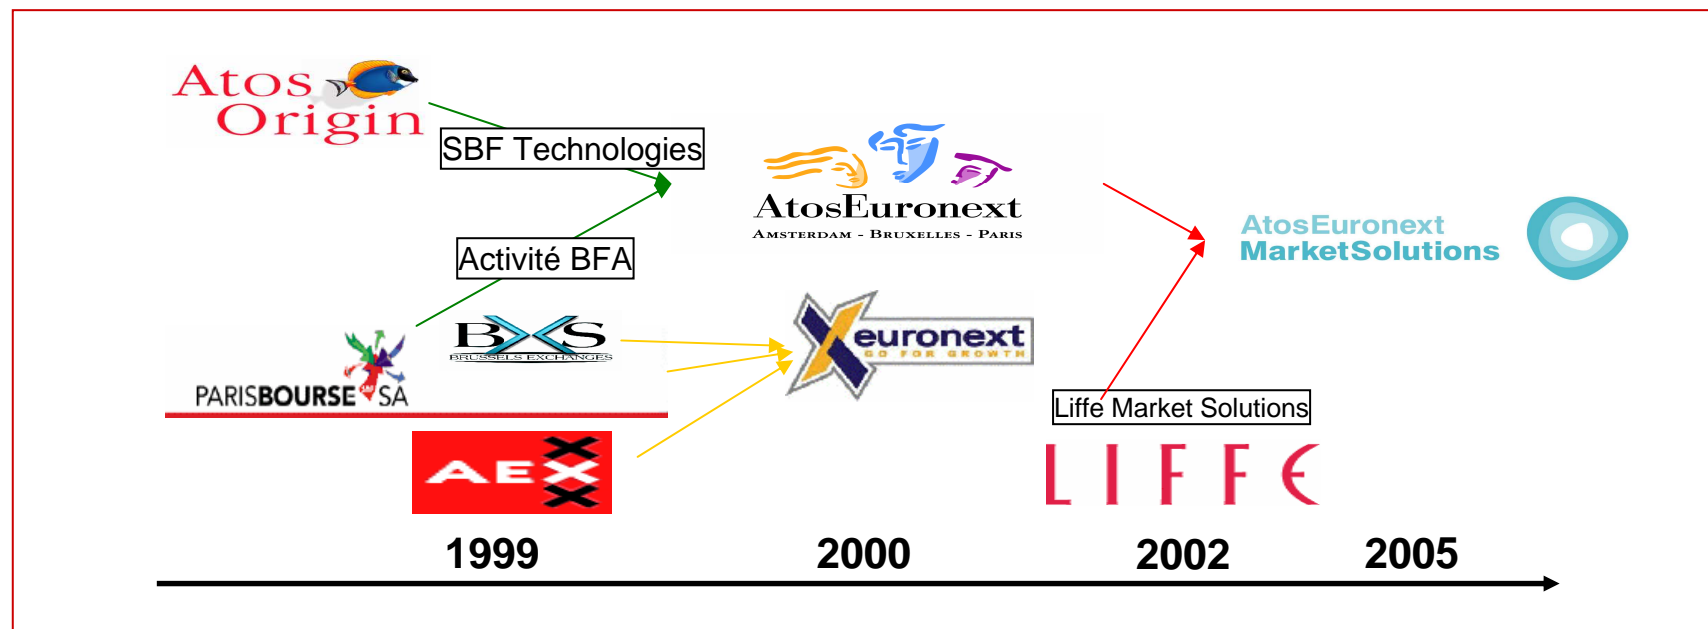 Atos
Origin
SBF Technologies
AtosEuronext
AMSTERDAM - BRUXELLES - PARIS
AtosEuronext
MarketSolutions
Activité BFA
BXS
BRUSSELS EXCHANGES
euronext
GO FOR GROWTH
PARISBOURSE SBF SA
Liffe Market Solutions
AEX
LIFFE
1999 2000 2002 2005